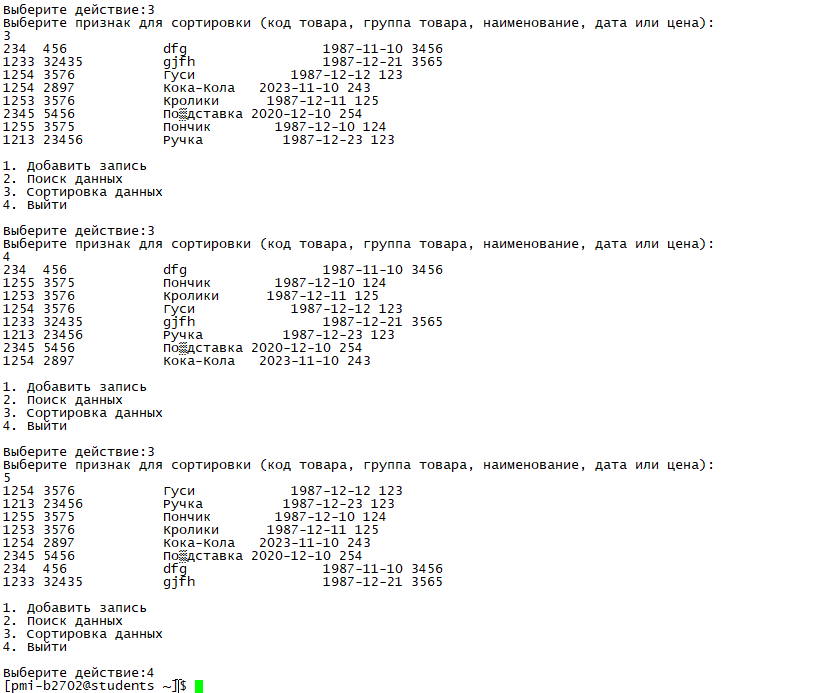 Выберите действие:3
Выберите признак для сортировки (код товара, группа товара, наименование, дата или цена):
3
234  456            dfg                 1987-11-10 3456
1233 32435          gjfh                1987-12-21 3565
1254 3576           Гуси            1987-12-12 123
1254 2897           Кока-Кола   2023-11-10 243
1253 3576           Кролики      1987-12-11 125
2345 5456           По▒дставка 2020-12-10 254
1255 3575           Пончик        1987-12-10 124
1213 23456          Ручка          1987-12-23 123
1. Добавить запись
2. Поиск данных
3. Сортировка данных
4. Выйти
Выберите действие:3
Выберите признак для сортировки (код товара, группа товара, наименование, дата или цена):
4
234  456            dfg                 1987-11-10 3456
1255 3575           Пончик        1987-12-10 124
1253 3576           Кролики      1987-12-11 125
1254 3576           Гуси            1987-12-12 123
1233 32435          gjfh                1987-12-21 3565
1213 23456          Ручка          1987-12-23 123
2345 5456           По▒дставка 2020-12-10 254
1254 2897           Кока-Кола   2023-11-10 243
1. Добавить запись
2. Поиск данных
3. Сортировка данных
4. Выйти
Выберите действие:3
Выберите признак для сортировки (код товара, группа товара, наименование, дата или цена):
5
1254 3576           Гуси            1987-12-12 123
1213 23456          Ручка          1987-12-23 123
1255 3575           Пончик        1987-12-10 124
1253 3576           Кролики      1987-12-11 125
1254 2897           Кока-Кола   2023-11-10 243
2345 5456           По▒дставка 2020-12-10 254
234  456            dfg                 1987-11-10 3456
1233 32435          gjfh                1987-12-21 3565
1. Добавить запись
2. Поиск данных
3. Сортировка данных
4. Выйти
Выберите действие:4
[pmi-b2702@students ~]$